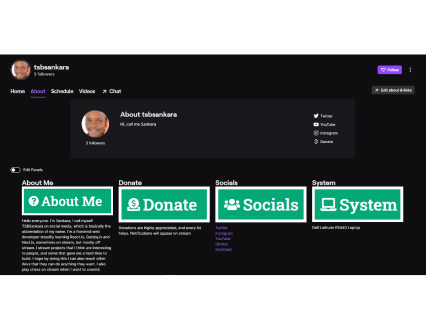 tsbsankara
3 followers
Follow
Home About Schedule Videos Chat
Edit about & links
About tsbsankara
Hi, call me Sankara
3 followers
Twitter
YouTube
Instagram
Donate
Edit Panels
About Me
About Me
Hello everyone. I'm Sankara, I call myself
TSBSankara on social media, which is basically the
abbreviation of my name. I'm a frontend web
developer steadily learning React.js, Gatsby.js and
Next.js, sometimes on stream, but mostly off
stream. I stream projects that I think are interesting
to people, and some that gave me a hard time to
build. I hope by doing this I can also teach other
devs that they can do anything they want. I also
play chess on stream when I want to unwind.
Donate
Donate
Donations are highly appreciated, and every bit
helps. Notifications will appear on stream
Socials
Socials
Twitter
Instagram
YouTube
GitHub
Gumroad
System
System
Dell Latitude E5440 Laptop